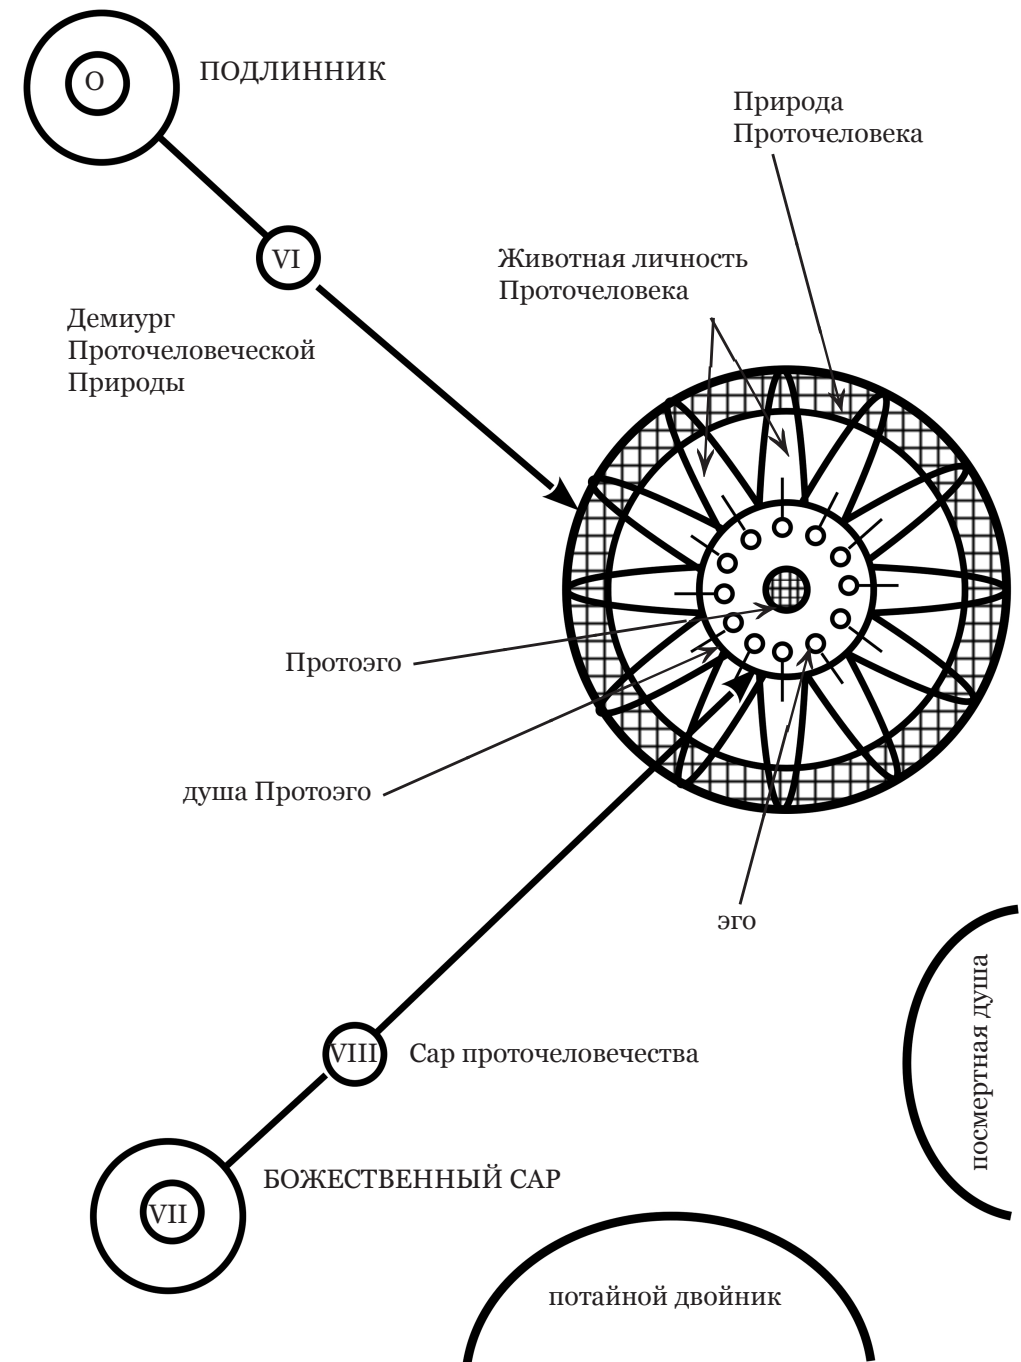 O
ПОДЛИННИК
Природа
Проточеловека
VI
Животная личность
Проточеловека
Демиург
Проточеловеческой
Природы
Протоэго
душа Протоэго
эго
посмертная душа
VIII
Сар проточеловечества
БОЖЕСТВЕННЫЙ САР
VII
потайной двойник